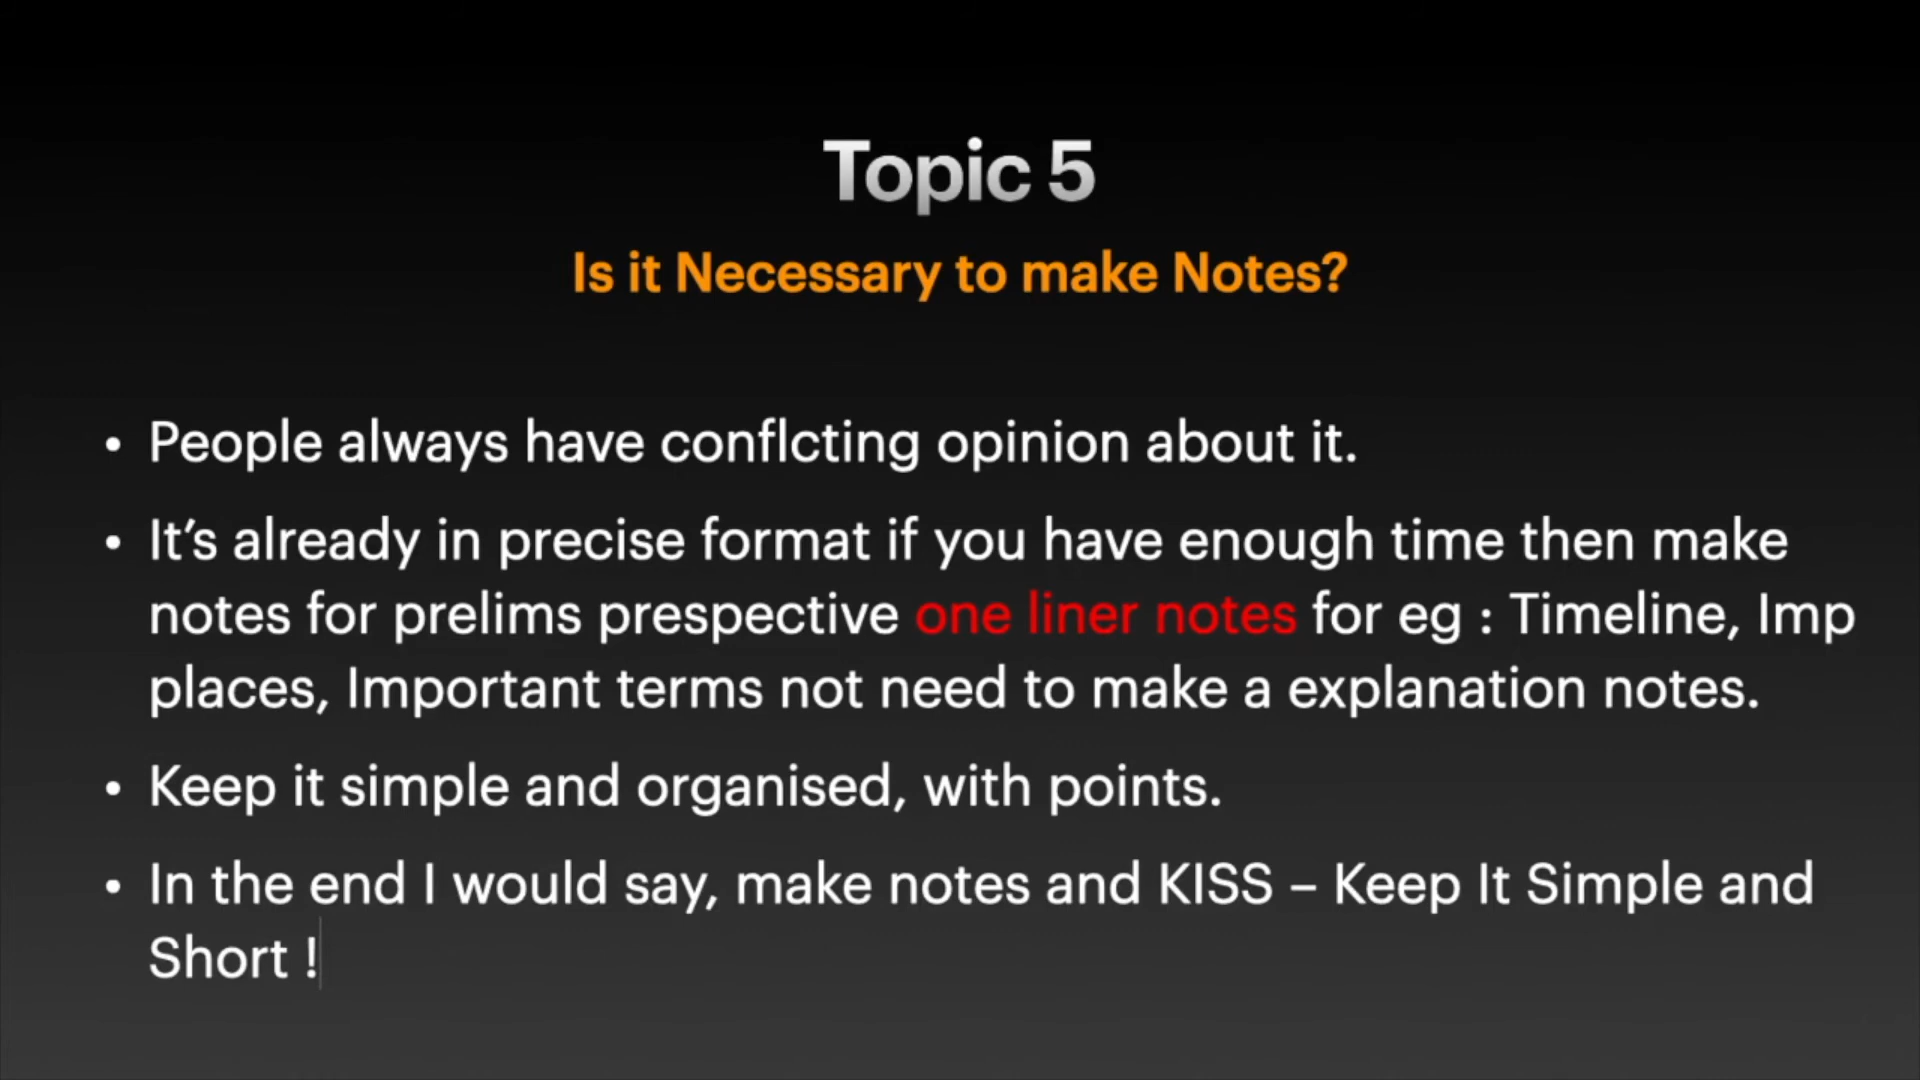 Topic 5
Is it Necessary to make Notes?
• People always have conflcting opinion about it.
• It’s already in precise format if you have enough time then make
notes for prelims prespective one liner notes for eg : Timeline, Imp
places, Important terms not need to make a explanation notes.
• Keep it simple and organised, with points.
• In the end I would say, make notes and KISS – Keep It Simple and
Short !